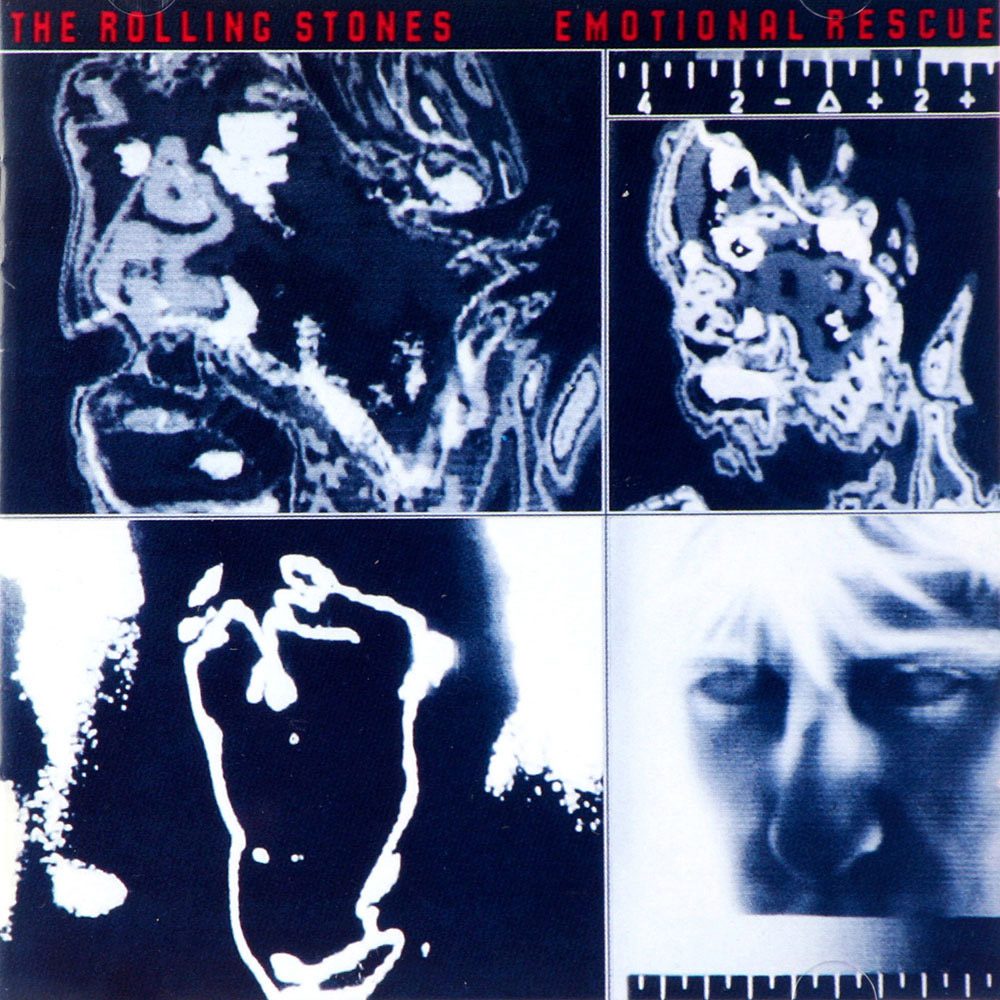 THE ROLLING STONES EMOTIONAL RESCUE
4 2 - Δ + 2 +